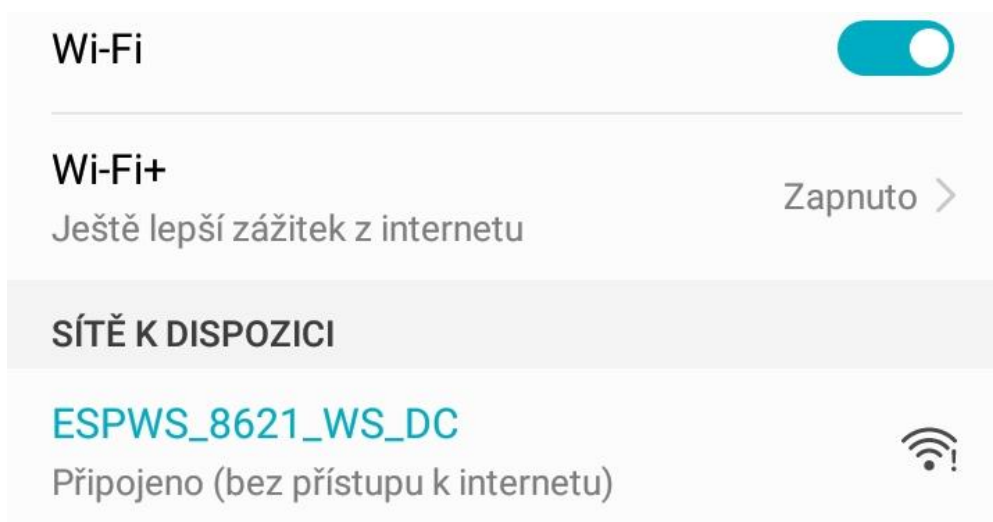 Wi-Fi
Wi-Fi+
Zapnuto
Ještě lepší zážitek z internetu
SÍTĚ K DISPOZICI
ESPWS_8621_WS_DC
Připojeno (bez přístupu k internetu)